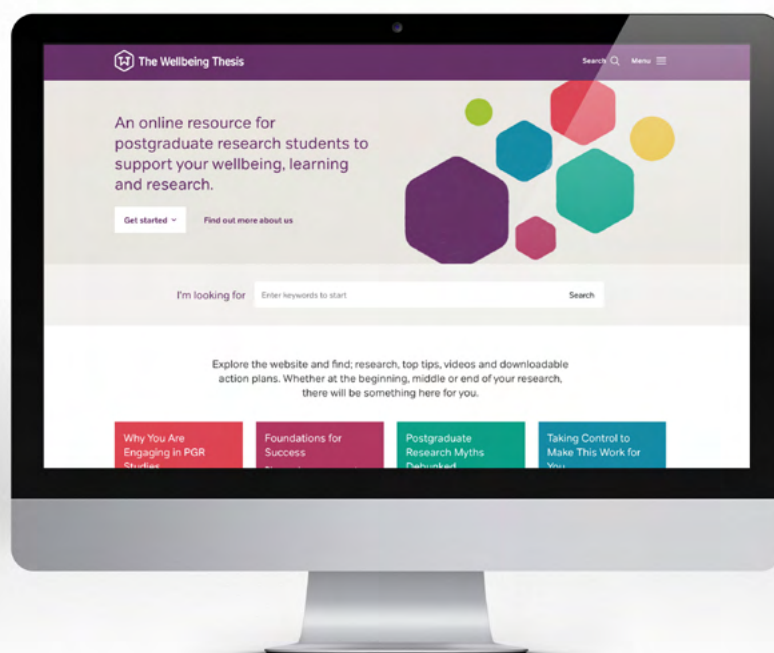 The Wellbeing Thesis
Search
Menu
An online resource for
postgraduate research students to
support your wellbeing, learning
and research.
Get started
Find out more about us
I'm looking for
Enter keywords to start
Search
Explore the website and find; research, top tips, videos and downloadable
action plans. Whether at the beginning, middle or end of your research,
there will be something here for you.
Why You Are
Engaging in PGR
Studies
Foundations for
Success
Postgraduate
Research Myths
Debunked
Taking Control to
Make This Work for
You